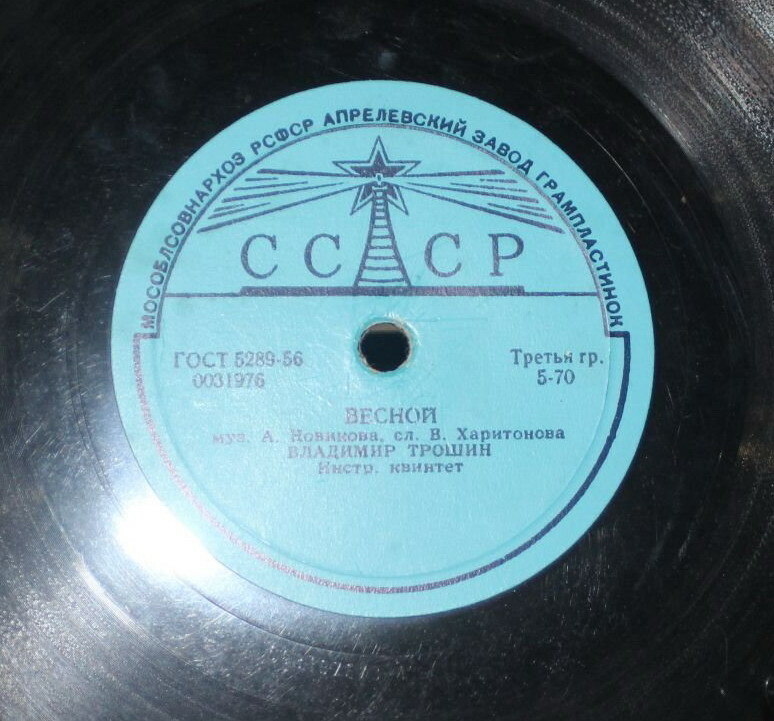 МОСОБЛСОВНАРХОЗ РСФСР АПРЕЛЕВСКИЙ ЗАВОД ГРАМПЛАСТИНОК
СССР
ГОСТ 5289-56
0031976
Третья гр.
5-70
ВЕСНОЙ
муз. А. Новикова, сл. В. Харитонова
ВЛАДИМИР ТРОШИН
Инстр. квинтет